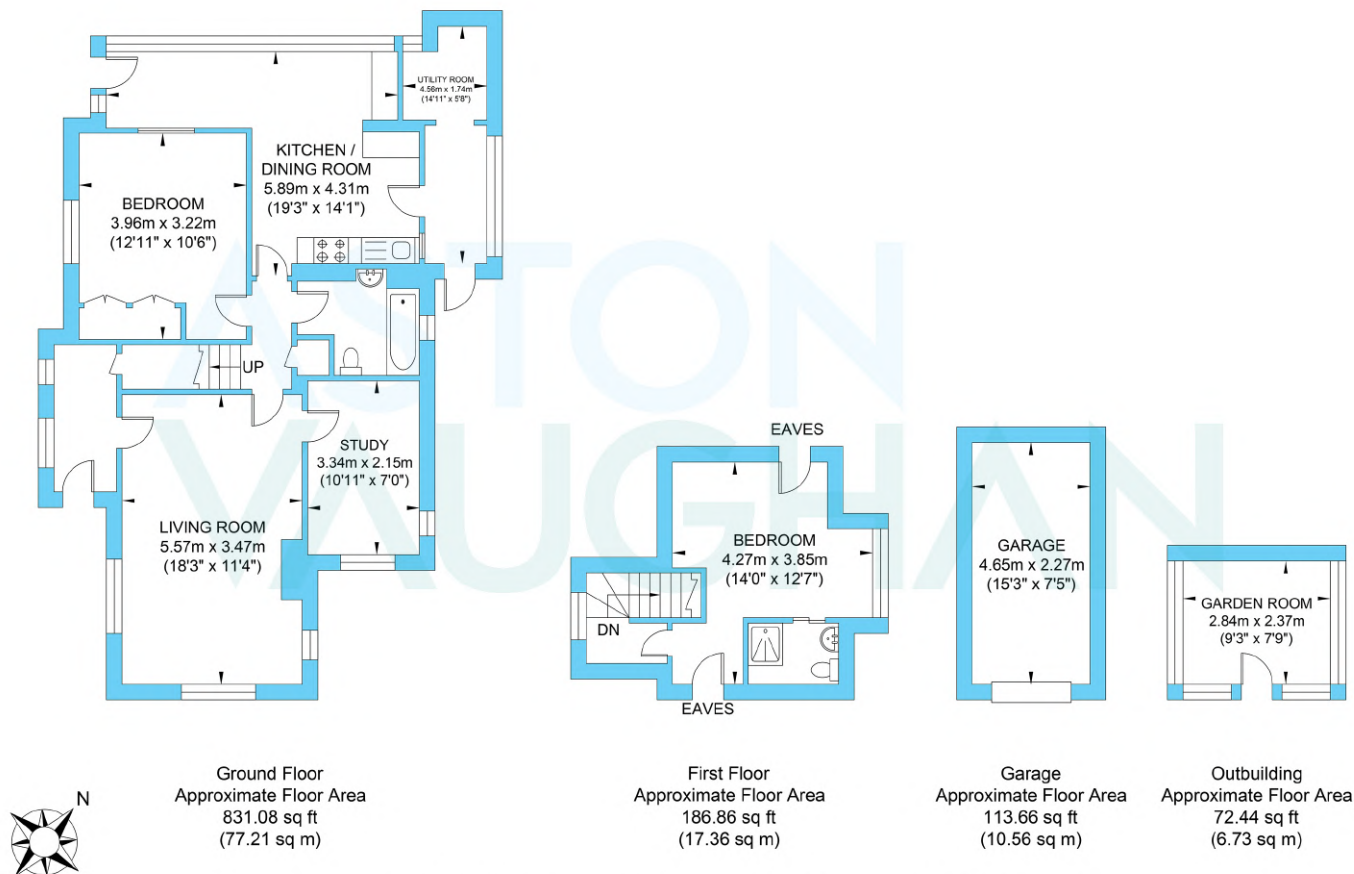 UTILITY ROOM
4.56m x 1.74m
(14'11" x 5'8")
KITCHEN /
DINING ROOM
5.89m x 4.31m
(19'3" x 14'1")
BEDROOM
3.96m x 3.22m
(12'11" x 10'6")
UP
STUDY
3.34m x 2.15m
(10'11" x 7'0")
LIVING ROOM
5.57m x 3.47m
(18'3" x 11'4")
EAVES
BEDROOM
4.27m x 3.85m
(14'0" x 12'7")
DN
EAVES
GARAGE
4.65m x 2.27m
(15'3" x 7'5")
GARDEN ROOM
2.84m x 2.37m
(9'3" x 7'9")
ASTON
VAUGHAN
N
Ground Floor
Approximate Floor Area
831.08 sq ft
(77.21 sq m)
First Floor
Approximate Floor Area
186.86 sq ft
(17.36 sq m)
Garage
Approximate Floor Area
113.66 sq ft
(10.56 sq m)
Outbuilding
Approximate Floor Area
72.44 sq ft
(6.73 sq m)